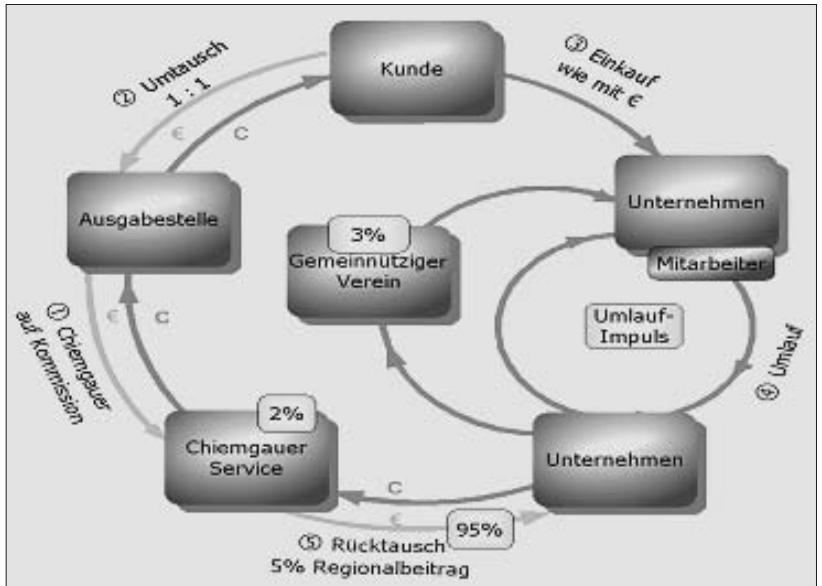 Kunde
② Umtausch
1 : 1
€
C
③ Einkauf
wie mit €
Ausgabestelle
Unternehmen
Mitarbeiter
3%
Gemeinnütziger
Verein
Umlauf-
Impuls
① Chiemgauer
auf Kommission
€
C
④ Umlauf
2%
Chiemgauer
Service
Unternehmen
C
€
95%
⑤ Rücktausch
5% Regionalbeitrag